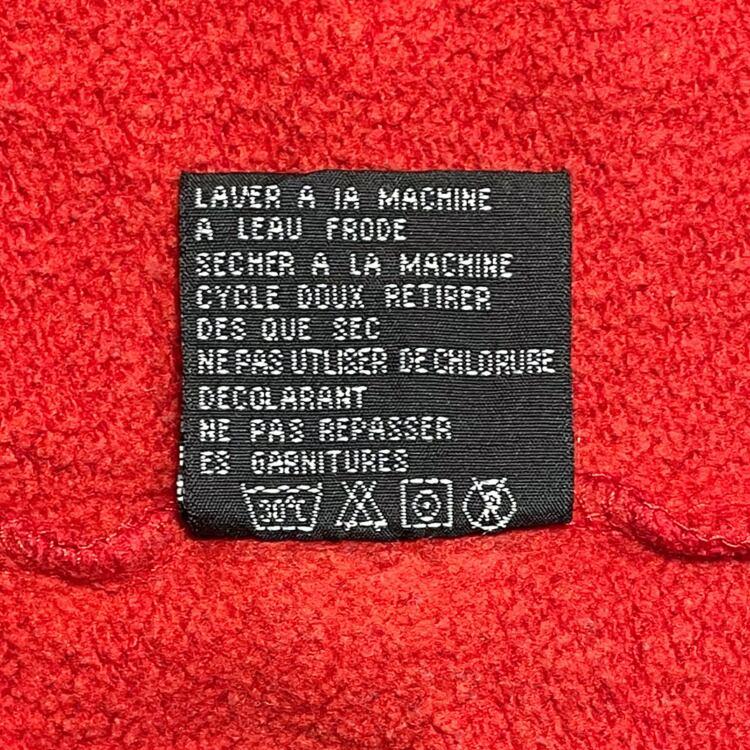 LAVER A IA MACHINE
A LEAU FRODE
SECHER A LA MACHINE
CYCLE DOUX RETIRER
DES QUE SEC
NE PAS UTLISER DE CHLORURE
DECOLARANT
NE PAS REPASSER
ES GARNITURES
30℃